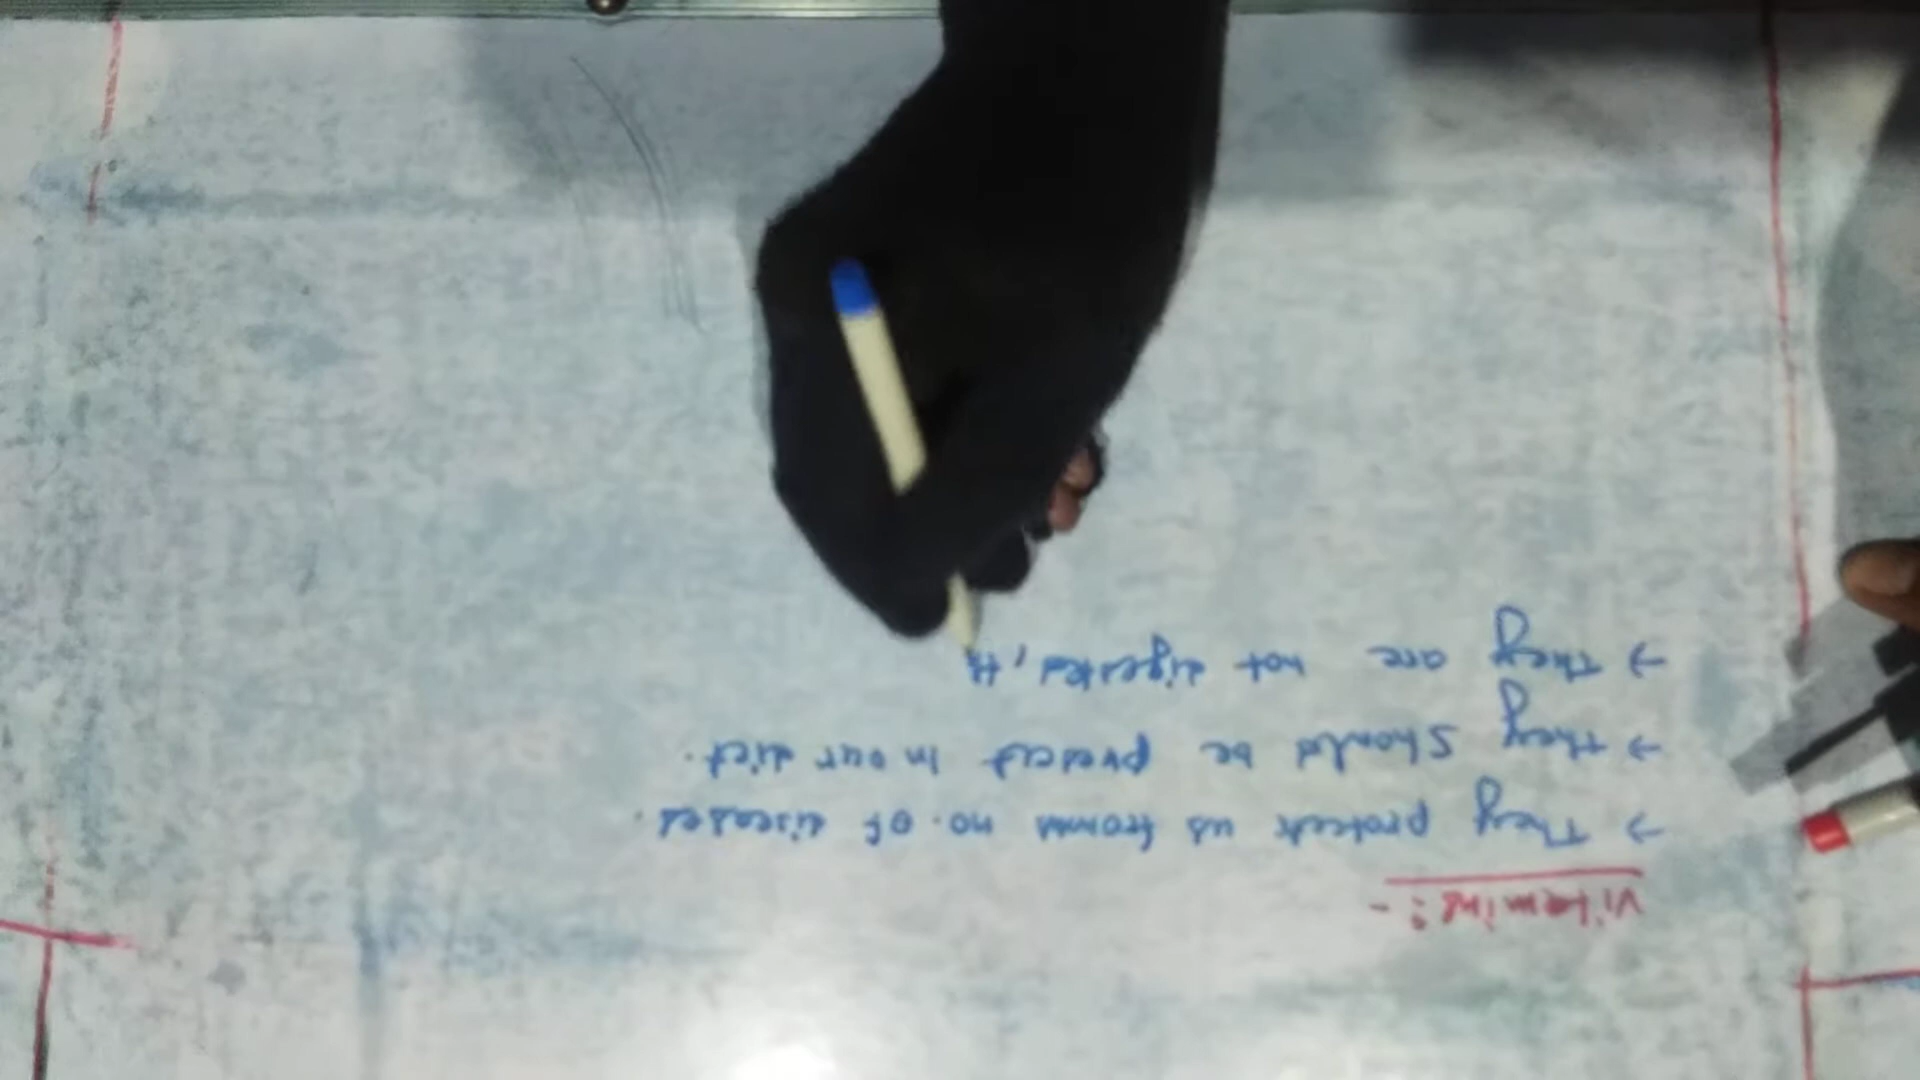 Vitamins:-
→ They protect us from no. of diseases.
→ they should be present in our diet.
→ They are not digested, th